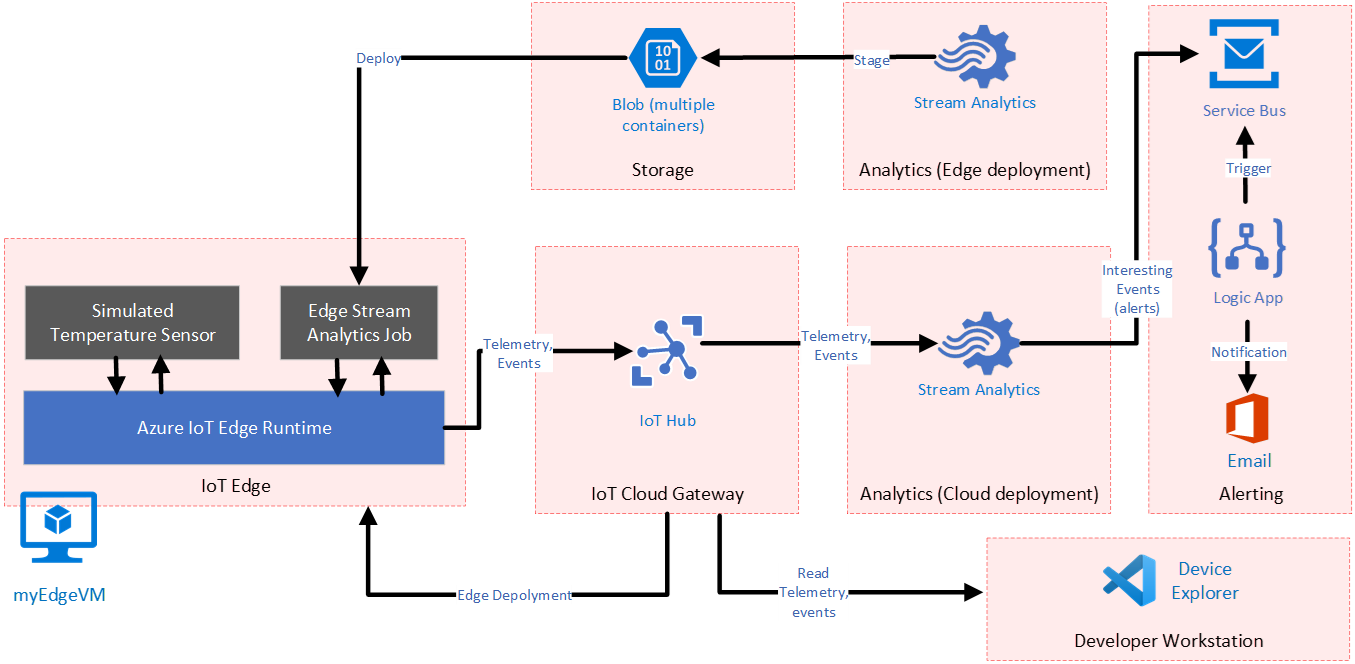 Deploy
10
01
Blob (multiple
containers)
Storage
Stage
Stream Analytics
Analytics (Edge deployment)
Service Bus
Trigger
Logic App
Notification
Email
Alerting
Simulated
Temperature Sensor
Edge Stream
Analytics Job
Azure IoT Edge Runtime
IoT Edge
myEdgeVM
Telemetry,
Events
IoT Hub
IoT Cloud Gateway
Telemetry,
Events
Stream Analytics
Analytics (Cloud deployment)
Interesting
Events
(alerts)
Edge Depolyment
Read
Telemetry,
events
Device
Explorer
Developer Workstation